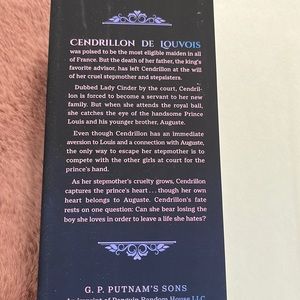 CENDRILLON DE LOUVOIS
was poised to be the most eligible maiden in all
of France. But the death of her father, the king's
favorite advisor, has left Cendrillon at the will
of her cruel stepmother and stepsisters.
Dubbed Lady Cinder by the court, Cendril-
lon is forced to become a servant to her new
family. But when she attends the royal ball,
she catches the eye of the handsome Prince
Louis and his younger brother, Auguste.
Even though Cendrillon has an immediate
aversion to Louis and a connection with Auguste,
the only way to escape her stepmother is to
compete with the other girls at court for the
prince's hand.
As her stepmother's cruelty grows, Cendrillon
captures the prince's heart . . . though her own
heart belongs to Auguste. Cendrillon's fate
rests on one question: Can she bear losing the
boy she loves in order to leave a life she hates?
G. P. PUTNAM'S SONS
An imprint of Penguin Random House LLC